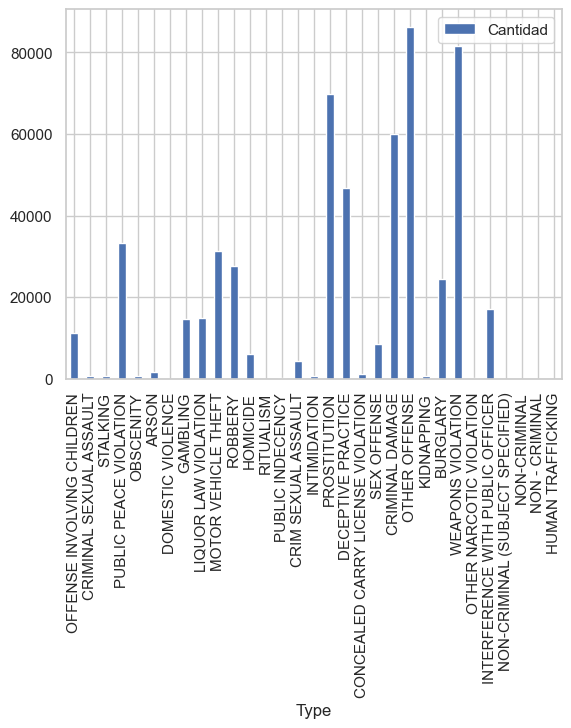 Cantidad
80000
60000
40000
20000
0
OFFENSE INVOLVING CHILDREN
CRIMINAL SEXUAL ASSAULT
STALKING
PUBLIC PEACE VIOLATION
OBSCENITY
ARSON
DOMESTIC VIOLENCE
GAMBLING
LIQUOR LAW VIOLATION
MOTOR VEHICLE THEFT
ROBBERY
HOMICIDE
RITUALISM
PUBLIC INDECENCY
CRIM SEXUAL ASSAULT
INTIMIDATION
PROSTITUTION
DECEPTIVE PRACTICE
CONCEALED CARRY LICENSE VIOLATION
SEX OFFENSE
CRIMINAL DAMAGE
OTHER OFFENSE
KIDNAPPING
BURGLARY
WEAPONS VIOLATION
OTHER NARCOTIC VIOLATION
INTERFERENCE WITH PUBLIC OFFICER
NON-CRIMINAL (SUBJECT SPECIFIED)
NON-CRIMINAL
NON - CRIMINAL
HUMAN TRAFFICKING
Type